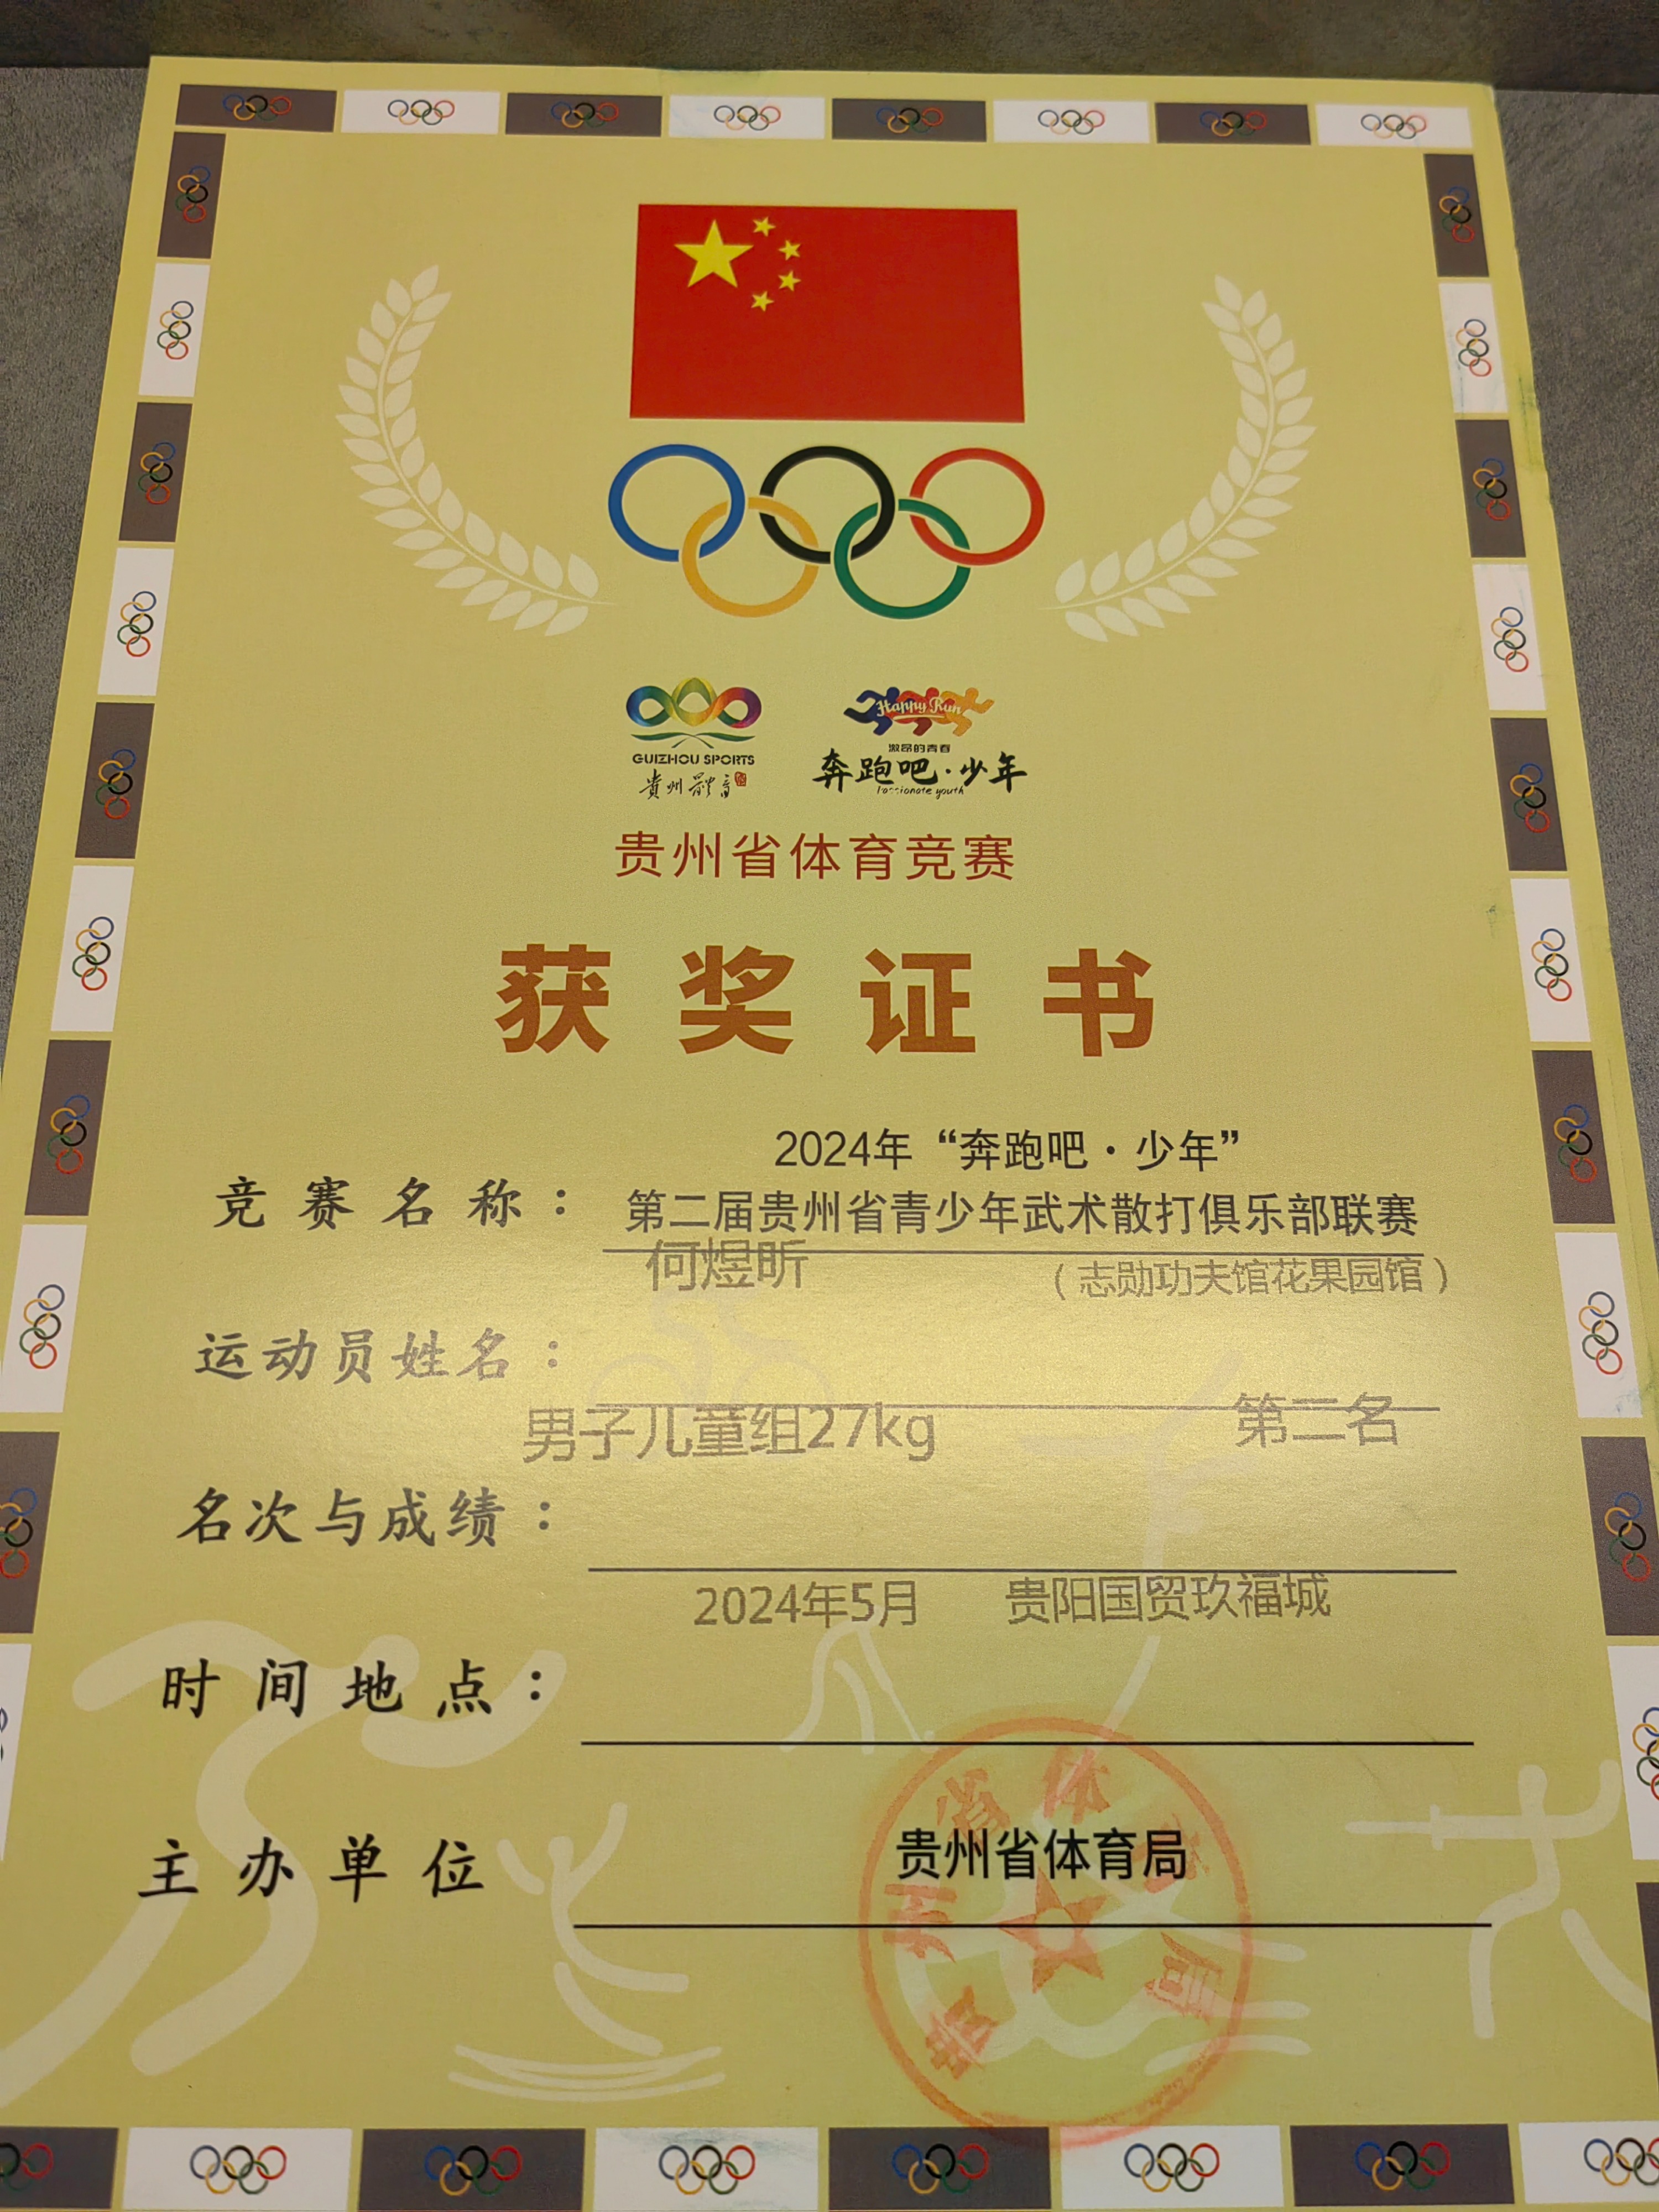 Happy Run
激昂的青春
GUIZHOU SPORTS
奔跑吧·少年
貴州體育
Passionate youth
贵州省体育竞赛
获奖证书
2024年“奔跑吧·少年”
竞赛名称：第二届贵州省青少年武术散打俱乐部联赛
何煜昕（志勋功夫馆花果园馆）
运动员姓名：
男子儿童组27kg 第二名
名次与成绩：
2024年5月 贵阳国贸玖福城
时间地点：
主办单位 贵州省体育局
贵州省体育局